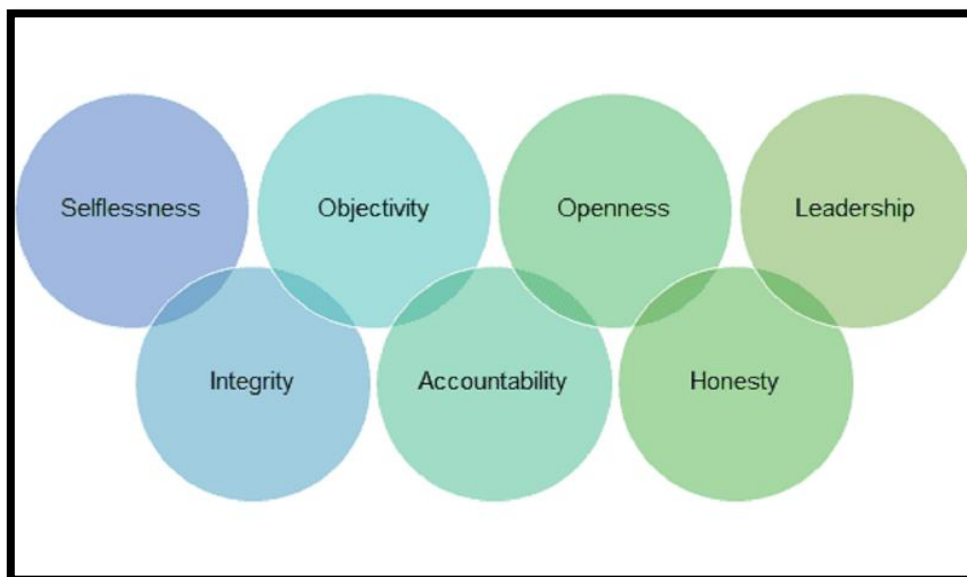 Selflessness
Objectivity
Openness
Leadership
Integrity
Accountability
Honesty